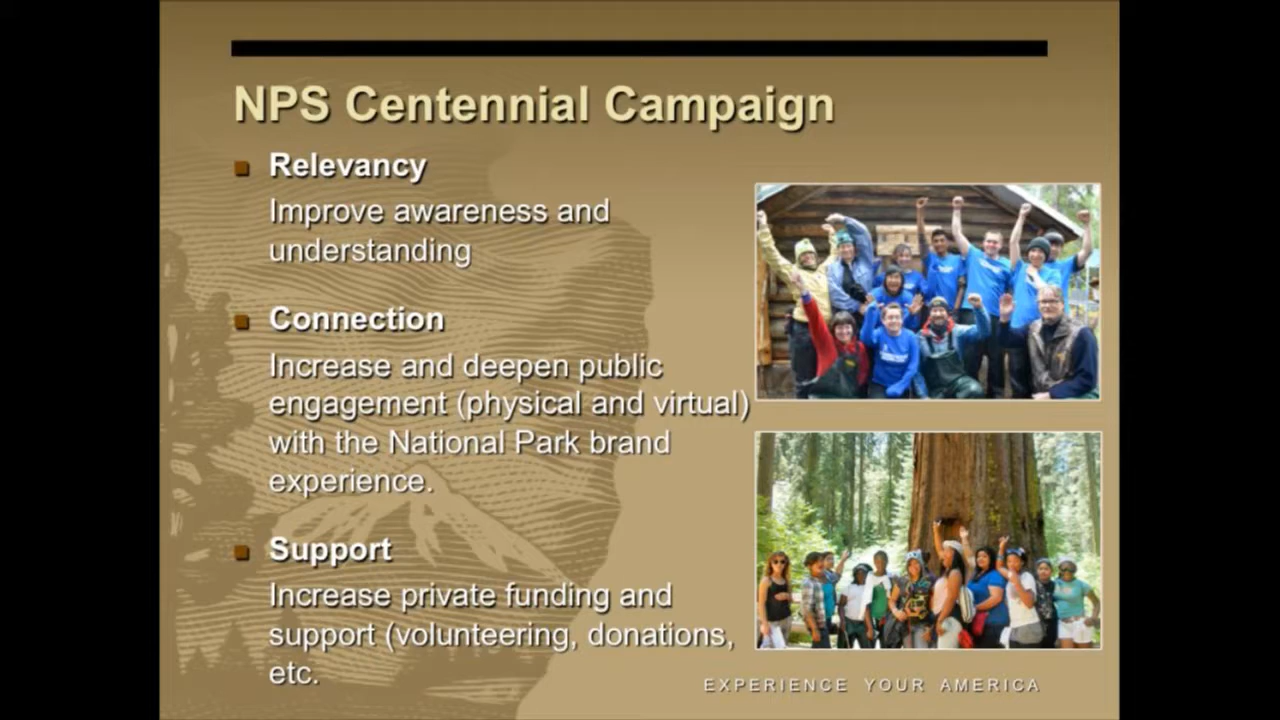 NPS Centennial Campaign
Relevancy
Improve awareness and
understanding
Connection
Increase and deepen public
engagement (physical and virtual)
with the National Park brand
experience.
Support
Increase private funding and
support (volunteering, donations,
etc.
EXPERIENCE YOUR AMERICA